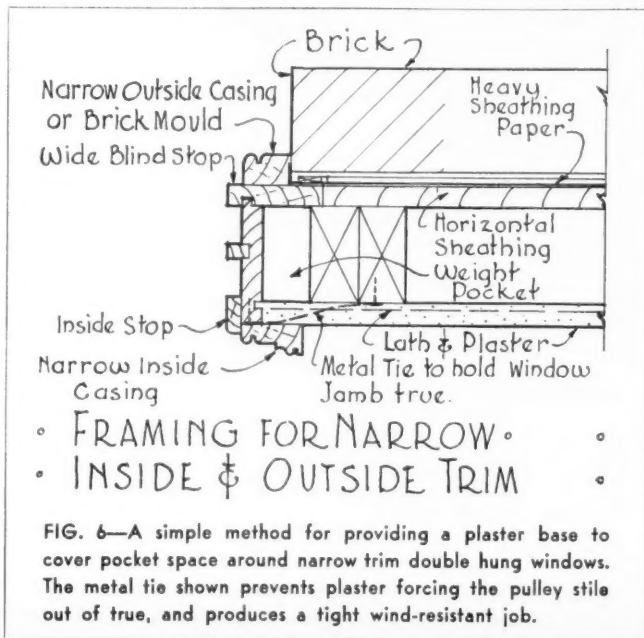 Brick
Narrow Outside Casing
or Brick Mould
Wide Blind Stop
Heavy
Sheathing
Paper
Horizontal
Sheathing
Weight
Pocket
Inside Stop
Lath & Plaster
Narrow Inside
Casing
Metal Tie to hold Window
Jamb true.
• FRAMING FOR NARROW • •
• INSIDE & OUTSIDE TRIM •
FIG. 6—A simple method for providing a plaster base to
cover pocket space around narrow trim double hung windows.
The metal tie shown prevents plaster forcing the pulley stile
out of true, and produces a tight wind-resistant job.